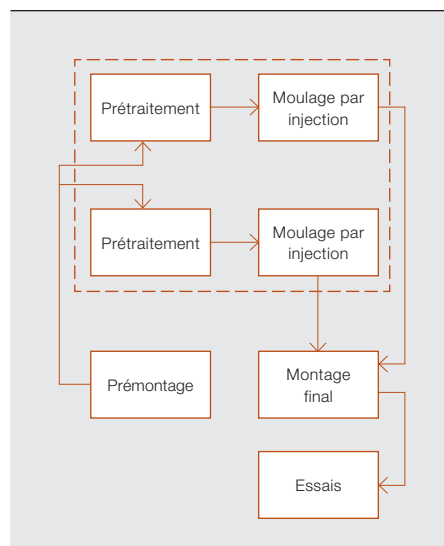 Prétraitement
Moulage par
injection
Prétraitement
Moulage par
injection
Prémontage
Montage
final
Essais